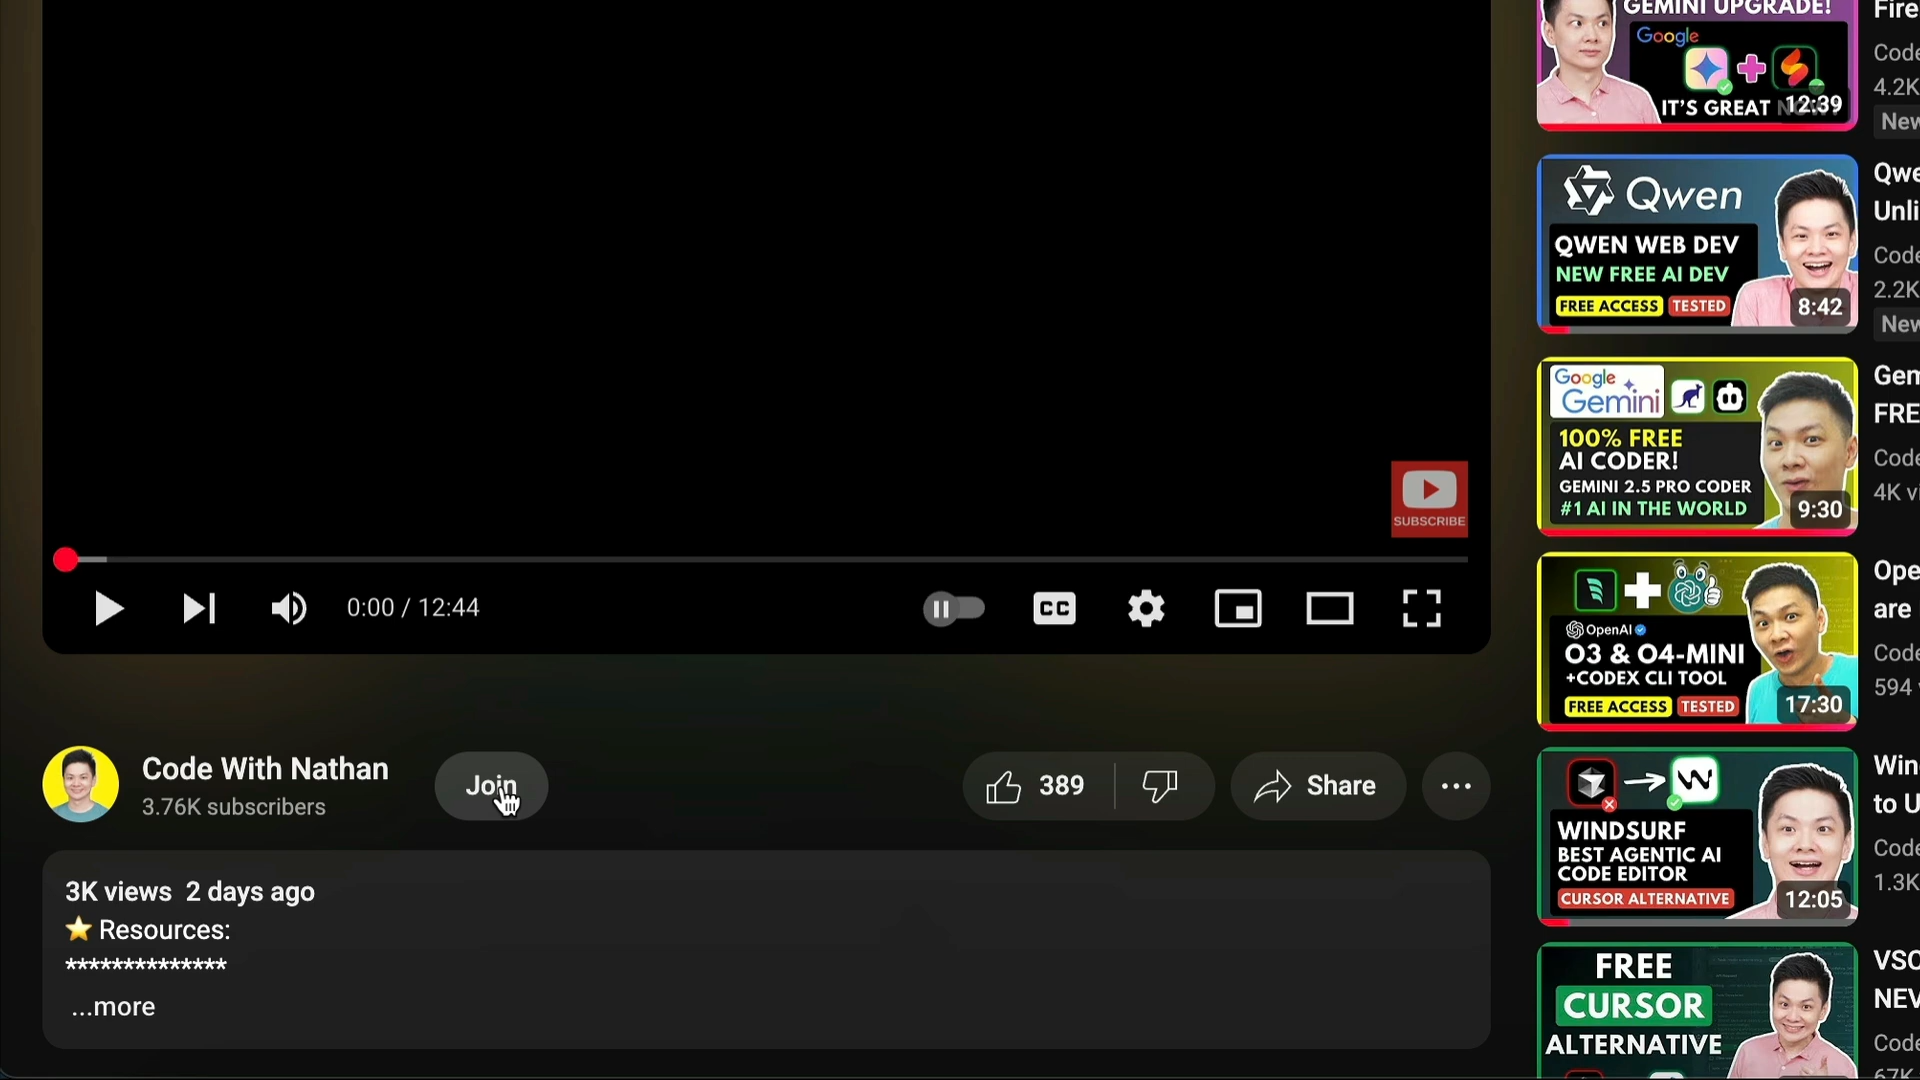 SUBSCRIBE
0:00 / 12:44
CC
Code With Nathan
3.76K subscribers
Join
389
Share
3K views 2 days ago
⭐ Resources:
**************
...more
GEMINI UPGRADE!
Google
IT'S GREAT
12:39
Fire
Code
4.2K
New
Qwen
QWEN WEB DEV
NEW FREE AI DEV
FREE ACCESS TESTED
8:42
Qwe
Unli
Code
2.2K
New
Google
Gemini
100% FREE
AI CODER!
GEMINI 2.5 PRO CODER
#1 AI IN THE WORLD
9:30
Gem
FRE
Code
4K vi
OpenAI
O3 & O4-MINI
+CODEX CLI TOOL
FREE ACCESS TESTED
17:30
Ope
are
Code
594
WINDSURF
BEST AGENTIC AI
CODE EDITOR
CURSOR ALTERNATIVE
12:05
Win
to U
Code
1.3K
FREE
CURSOR
ALTERNATIVE
VSC
NEV
Code
67K